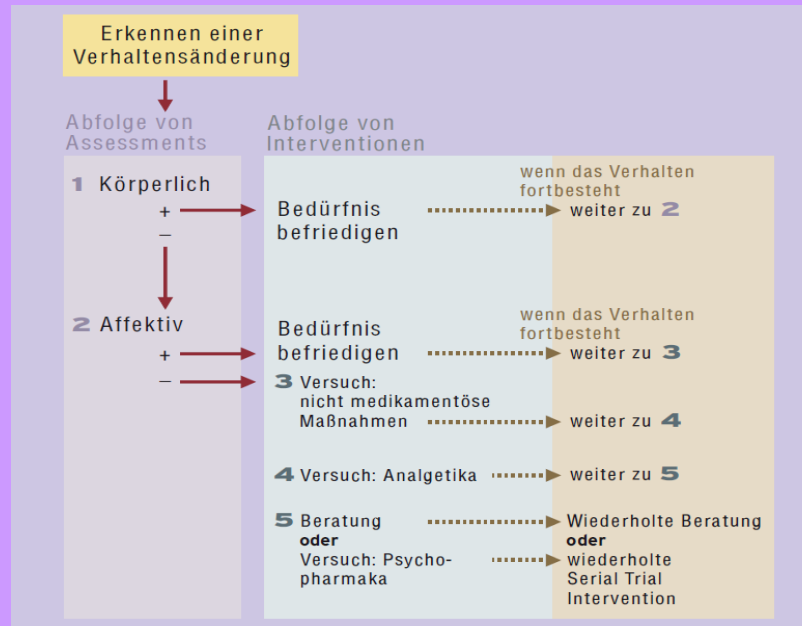 Erkennen einer
Verhaltensänderung
Abfolge von
Assessments
Abfolge von
Interventionen
1 Körperlich
+
–
Bedürfnis
befriedigen
wenn das Verhalten
fortbesteht
weiter zu 2
2 Affektiv
+
–
Bedürfnis
befriedigen
wenn das Verhalten
fortbesteht
weiter zu 3
3 Versuch:
nicht medikamentöse
Maßnahmen
weiter zu 4
4 Versuch: Analgetika
weiter zu 5
5 Beratung
oder
Versuch: Psycho-
pharmaka
Wiederholte Beratung
oder
wiederholte
Serial Trial
Intervention